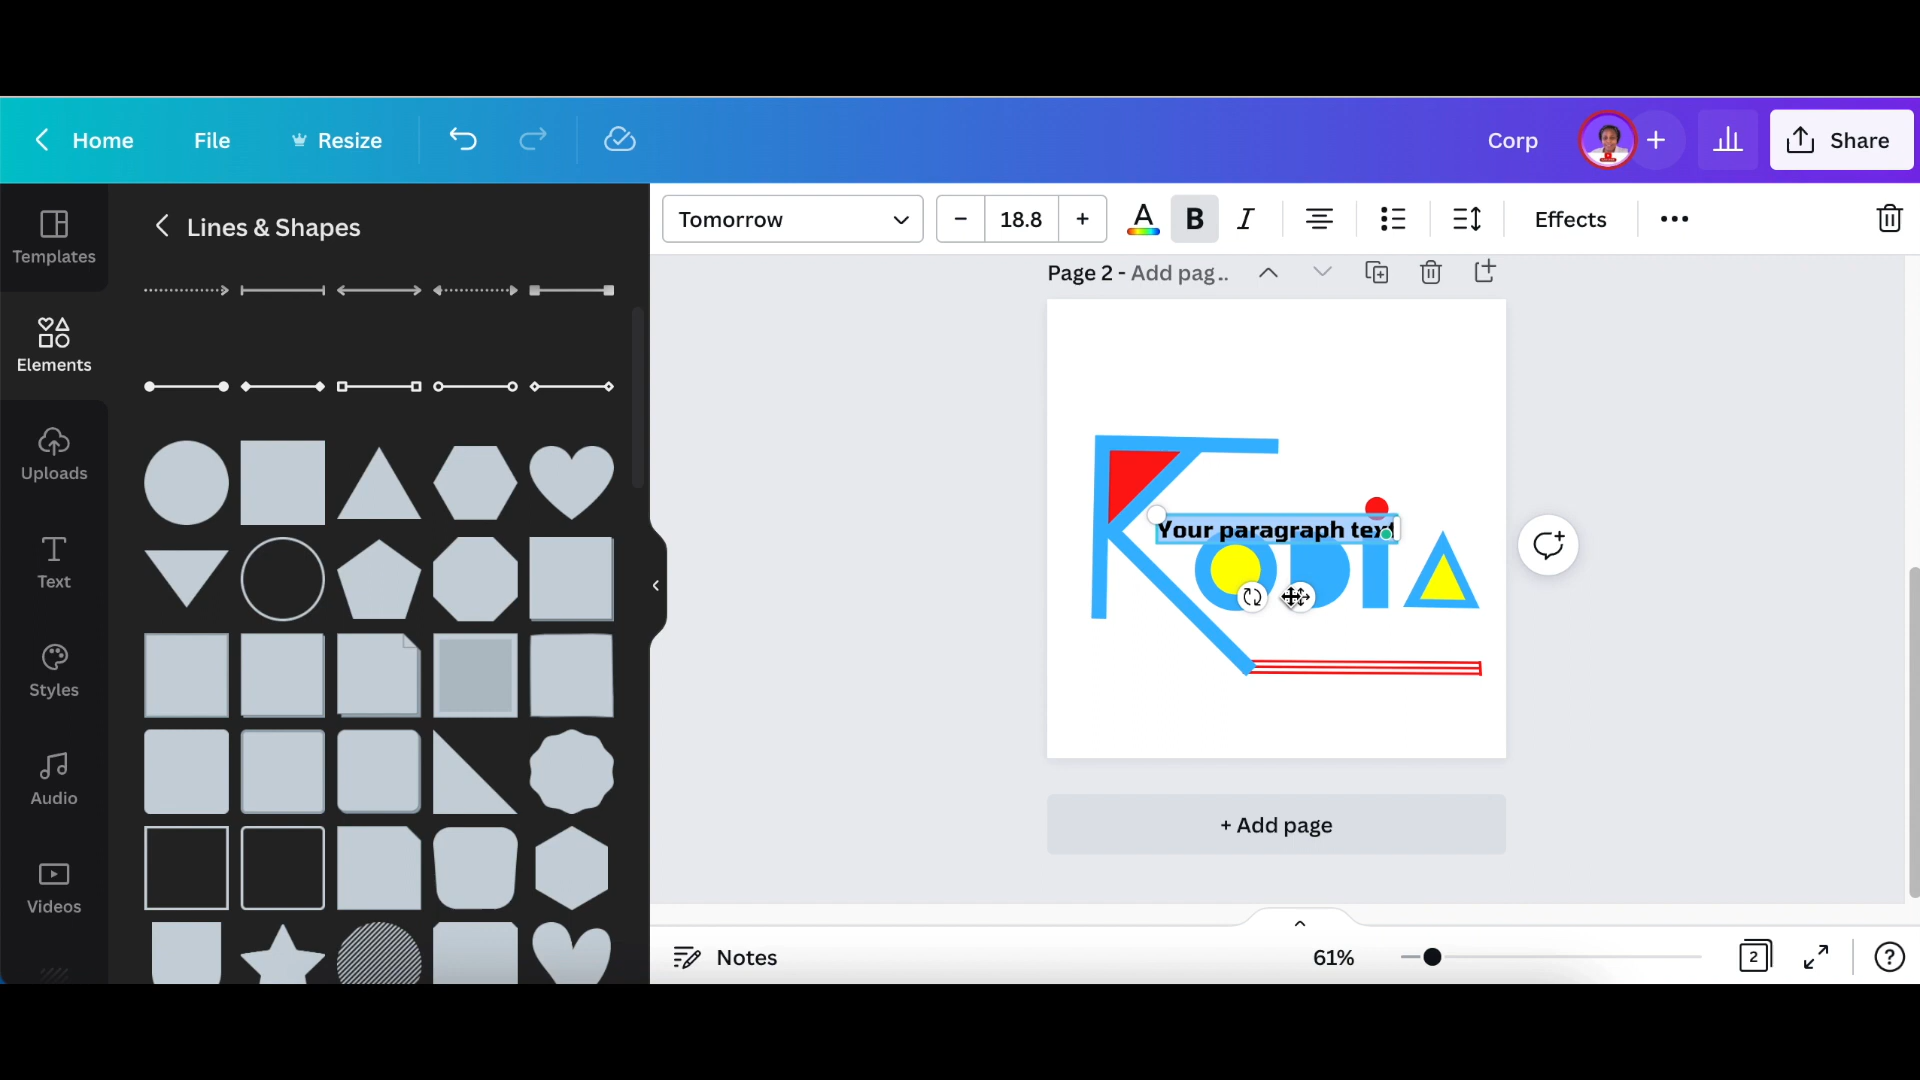 Home File Resize Corp Share
Templates
Elements
Uploads
Text
Styles
Audio
Videos
Lines & Shapes
Tomorrow 18.8 A B I Effects
Page 2 - Add pag..
KODIA
Your paragraph text
+ Add page
Notes 61% 2 ?